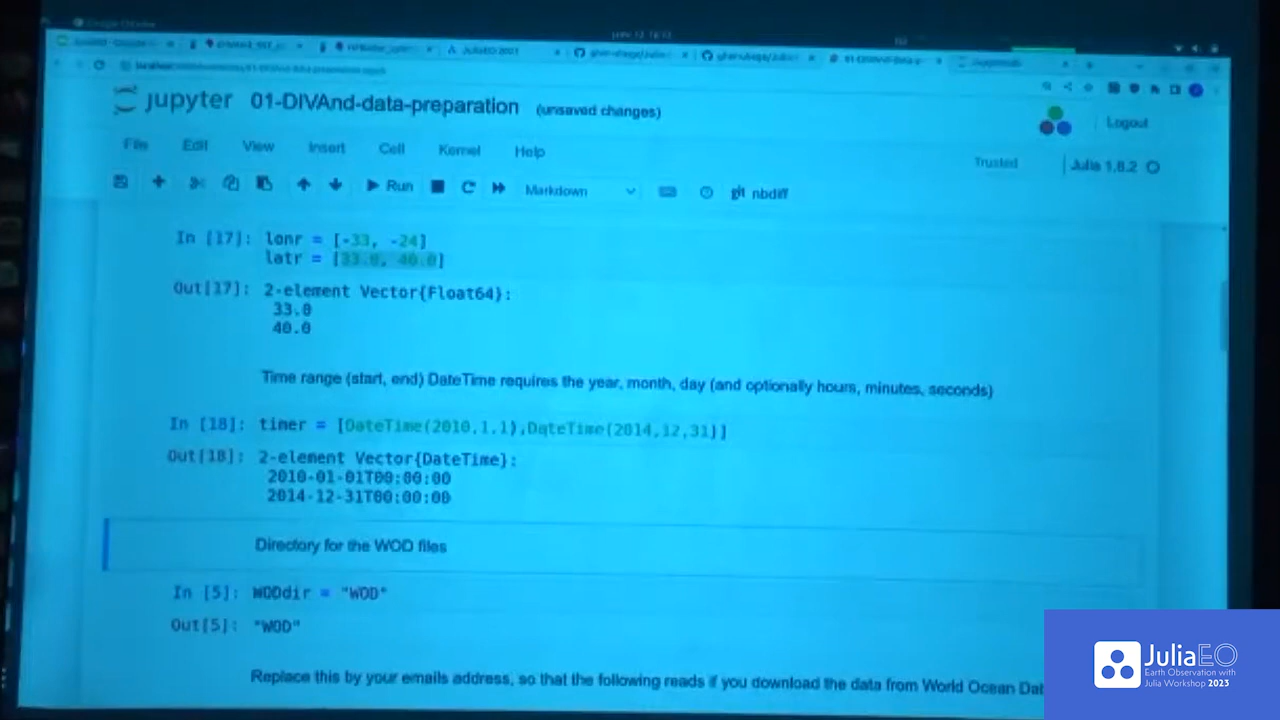 jupyter 01-DIVAnd-data-preparation (unsaved changes)
Logout
File Edit View Insert Cell Kernel Help
Trusted Julia 1.8.2
Run Markdown git nbdiff
In [17]: lonr = [-33, -24]
latr = [33.0, 40.0]
Out[17]: 2-element Vector{Float64}:
33.0
40.0
Time range (start, end) DateTime requires the year, month, day (and optionally hours, minutes, seconds)
In [18]: timer = [DateTime(2010,1,1),DateTime(2014,12,31)]
Out[18]: 2-element Vector{DateTime}:
2010-01-01T00:00:00
2014-12-31T00:00:00
Directory for the WOD files
In [5]: WODdir = "WOD"
Out[5]: "WOD"
Replace this by your emails address, so that the following reads if you download the data from World Ocean Dat
JuliaEO
Earth Observation with
Julia Workshop 2023